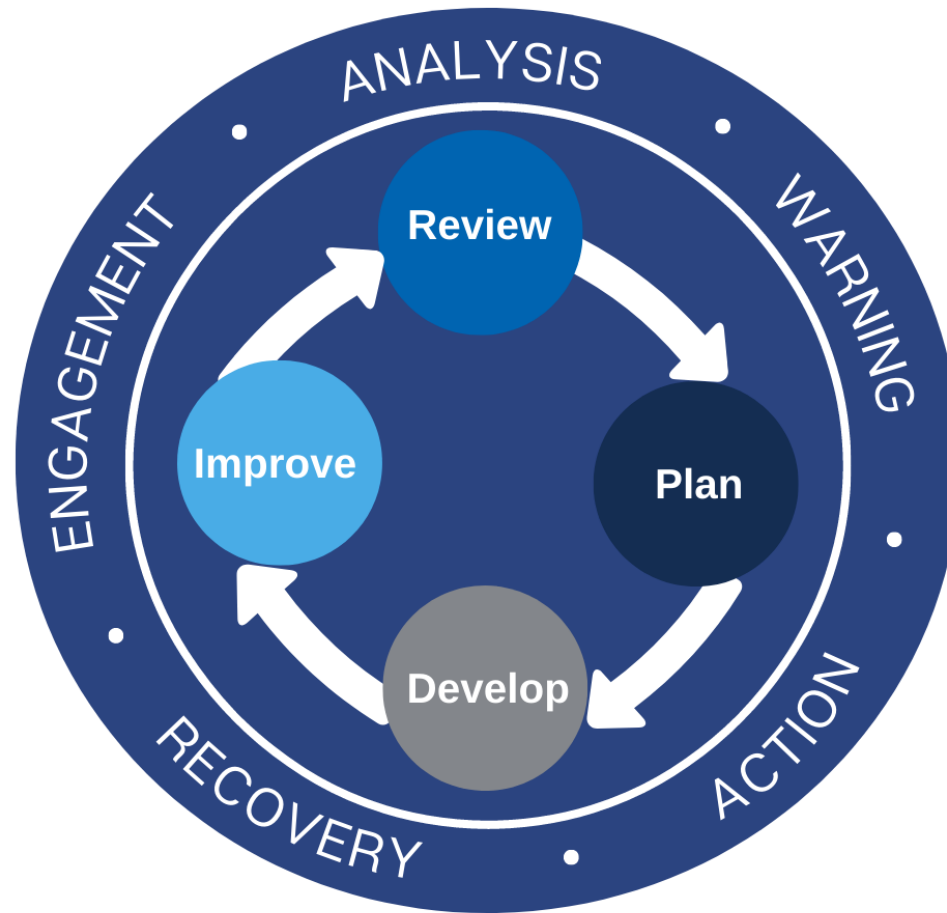 ANALYSIS
WARNING
ACTION
RECOVERY
ENGAGEMENT
Review
Plan
Develop
Improve